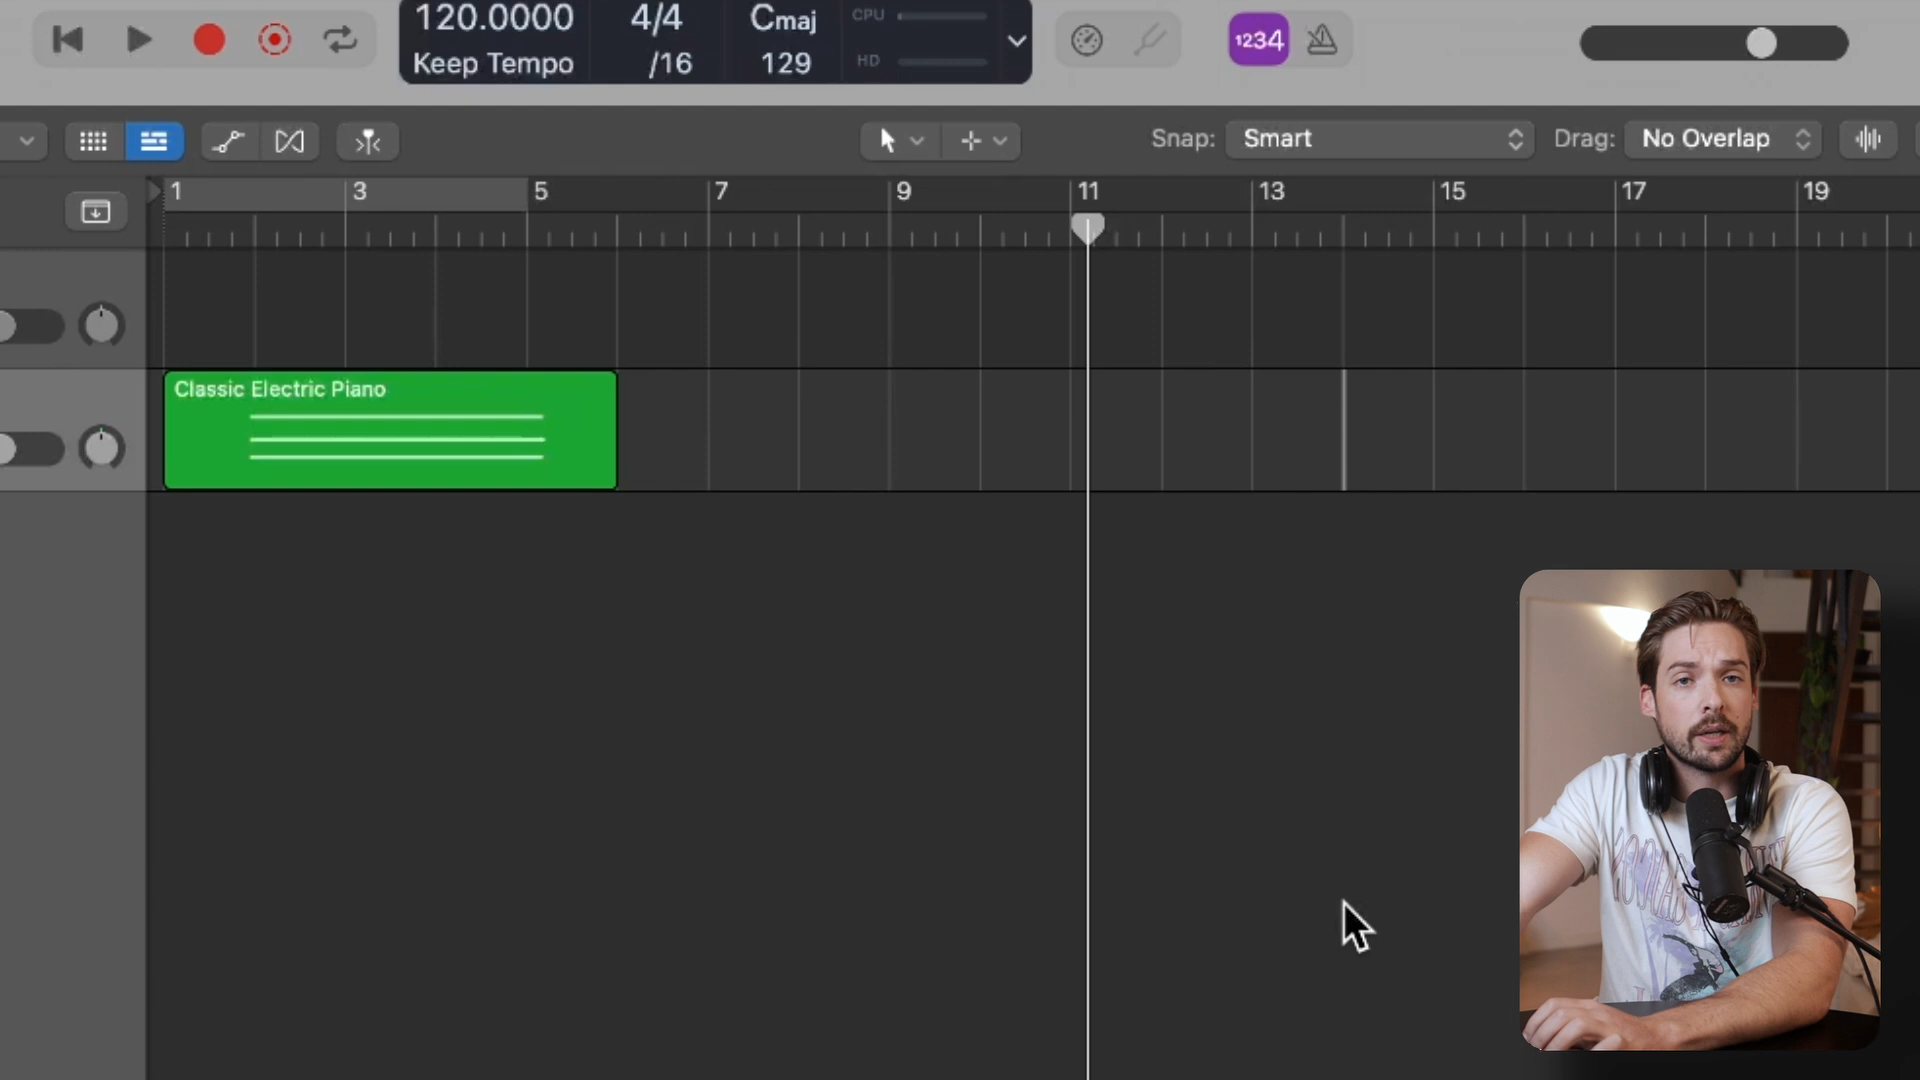 120.0000 4/4 Cmaj CPU
Keep Tempo /16 129 HD
1234
Snap: Smart Drag: No Overlap
1 3 5 7 9 11 13 15 17 19
Classic Electric Piano